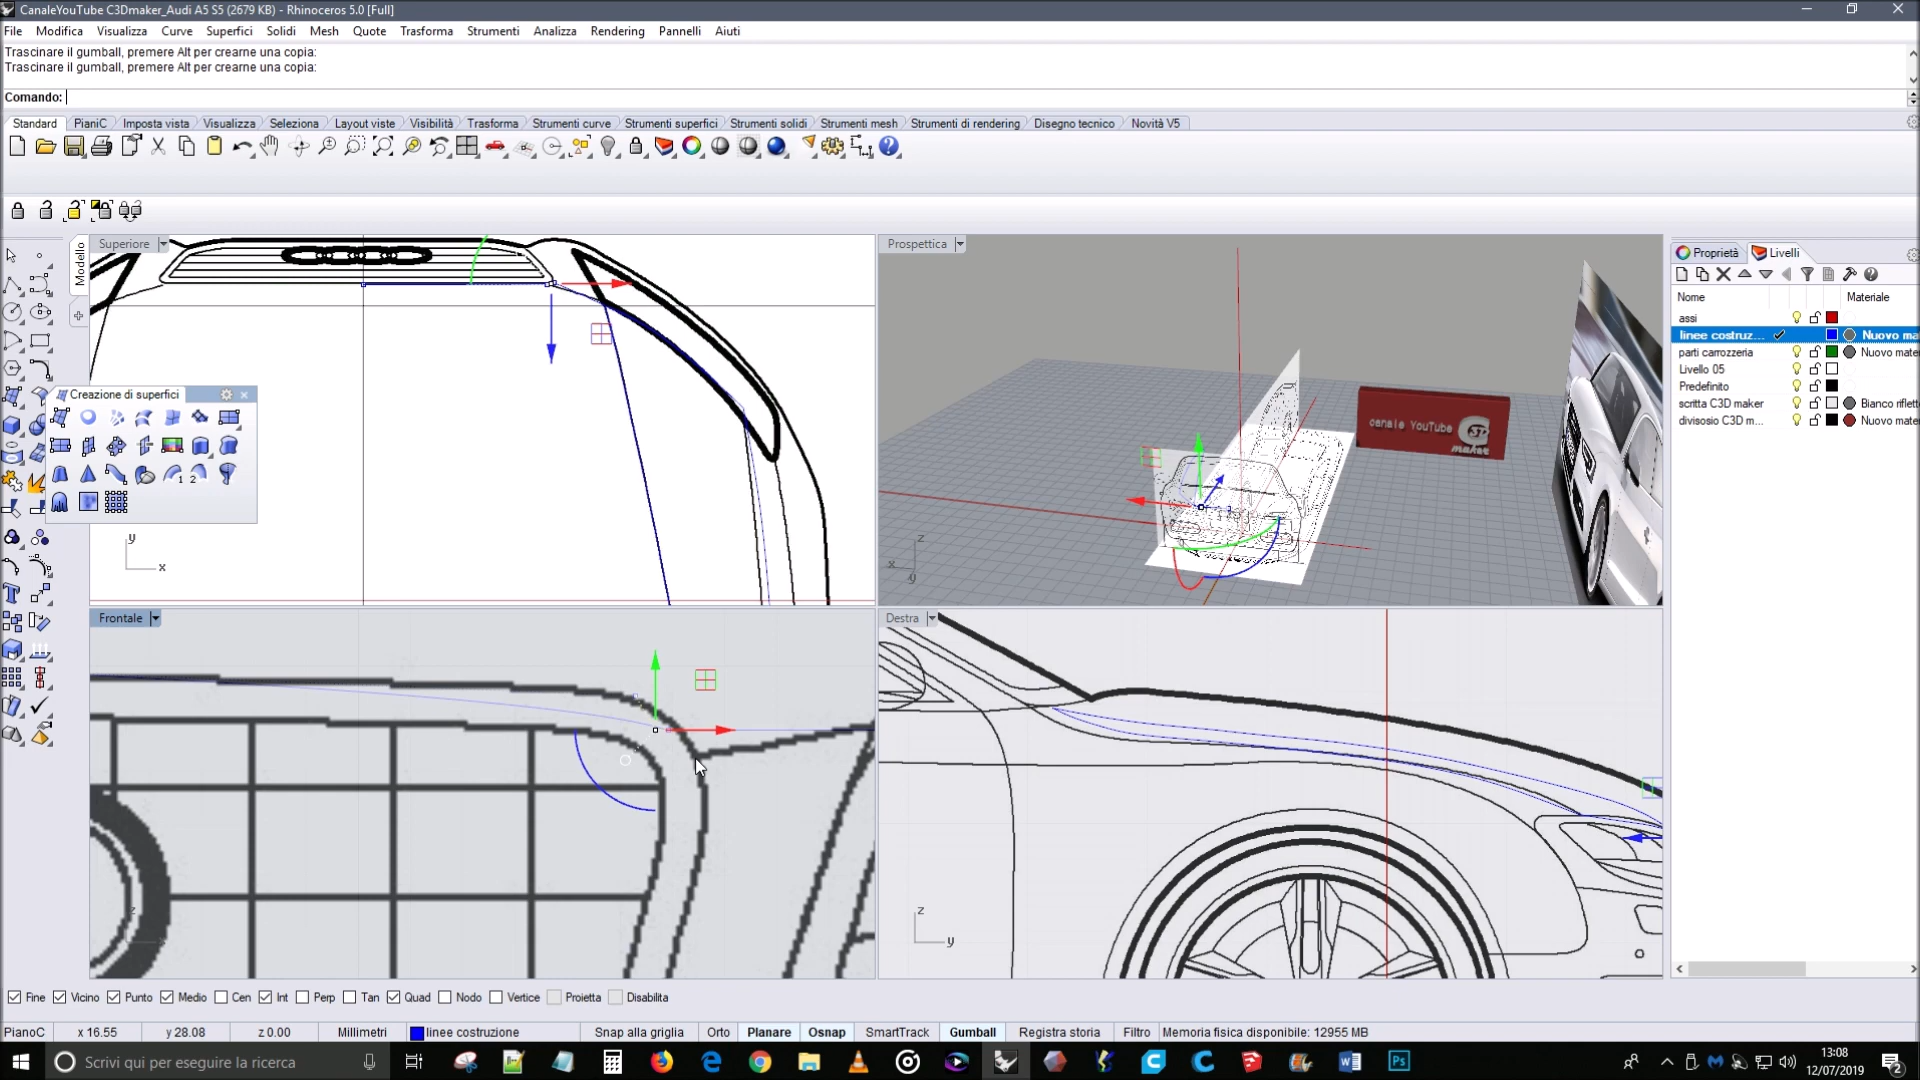 CanaleYouTube C3Dmaker_Audi A5 S5 (2679 KB) - Rhinoceros 5.0 [Full]
File Modifica Visualizza Curve Superfici Solidi Mesh Quote Trasforma Strumenti Analizza Rendering Pannelli Aiuti
Trascinare il gumball, premere Alt per crearne una copia:
Trascinare il gumball, premere Alt per crearne una copia:
Comando:
Standard PianiC Imposta vista Visualizza Seleziona Layout viste Visibilità Trasforma Strumenti curve Strumenti superfici Strumenti solidi Strumenti mesh Strumenti di rendering Disegno tecnico Novità V5
Modello
Superiore
Prospettica
Proprietà Livelli
Nome Materiale
assi
linee costruz... Nuovo ma
parti carrozzeria Nuovo mate
Livello 05
Predefinito
scritta C3D maker Bianco riflett
divisosio C3D m... Nuovo mate
Creazione di superfici
1 2
canale YouTube
maker
y
x
z
x
y
Frontale
Destra
z
z
y
Fine Vicino Punto Medio Cen Int Perp Tan Quad Nodo Vertice Proietta Disabilita
PianoC x 16.55 y 28.08 z 0.00 Millimetri linee costruzione Snap alla griglia Orto Planare Osnap SmartTrack Gumball Registra storia Filtro Memoria fisica disponibile: 12955 MB
Scrivi qui per eseguire la ricerca
13:08
12/07/2019
2